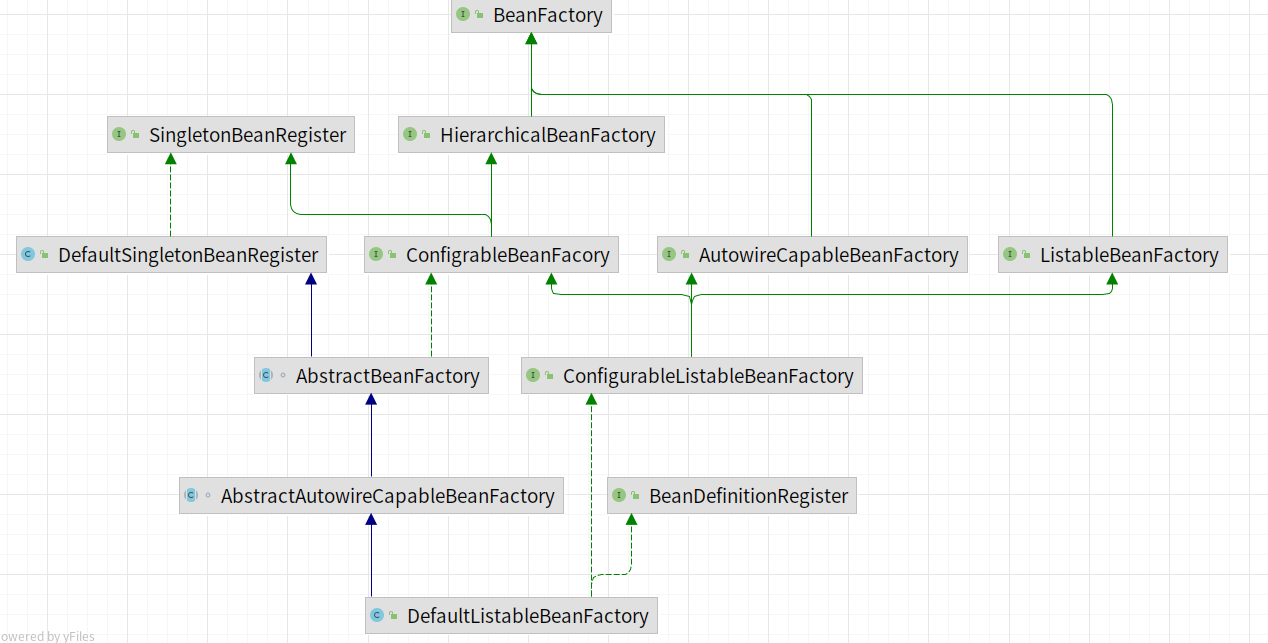 BeanFactory
SingletonBeanRegister
HierarchicalBeanFactory
DefaultSingletonBeanRegister
ConfigrableBeanFacory
AutowireCapableBeanFactory
ListableBeanFactory
AbstractBeanFactory
ConfigurableListableBeanFactory
AbstractAutowireCapableBeanFactory
BeanDefinitionRegister
DefaultListableBeanFactory
owered by yFiles